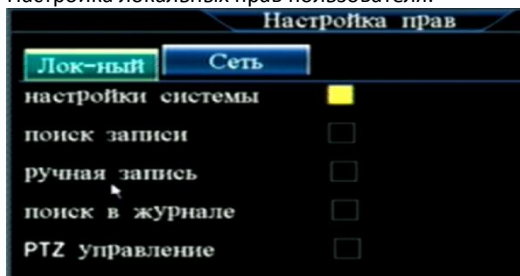 Настройка локальных прав пользователя.
Настройка прав
Лок-ный Сеть
настройки системы
поиск записи
ручная запись
поиск в журнале
PTZ управление